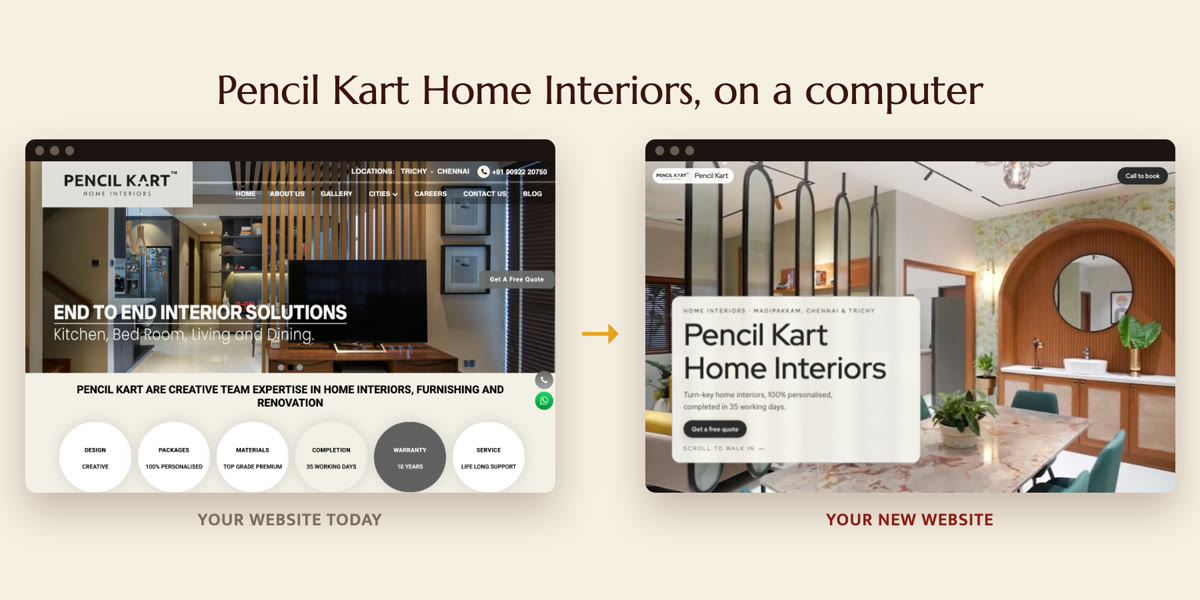 Pencil Kart Home Interiors, on a computer
PENCIL KART™
HOME INTERIORS
LOCATIONS: TRICHY - CHENNAI +91 90922 20750
HOME ABOUT US GALLERY CITIES CAREERS CONTACT US BLOG
Get A Free Quote
END TO END INTERIOR SOLUTIONS
Kitchen, Bed Room, Living and Dining.
PENCIL KART ARE CREATIVE TEAM EXPERTISE IN HOME INTERIORS, FURNISHING AND
RENOVATION
DESIGN PACKAGES MATERIALS COMPLETION WARRANTY SERVICE
CREATIVE 100% PERSONALISED TOP GRADE PREMIUM 35 WORKING DAYS 10 YEARS LIFE LONG SUPPORT
YOUR WEBSITE TODAY
PENCIL KART Pencil Kart
Call to book
HOME INTERIORS · MADIPAKKAM, CHENNAI & TRICHY
Pencil Kart
Home Interiors
Turn-key home interiors, 100% personalised,
completed in 35 working days.
Get a free quote
SCROLL TO WALK IN —
YOUR NEW WEBSITE